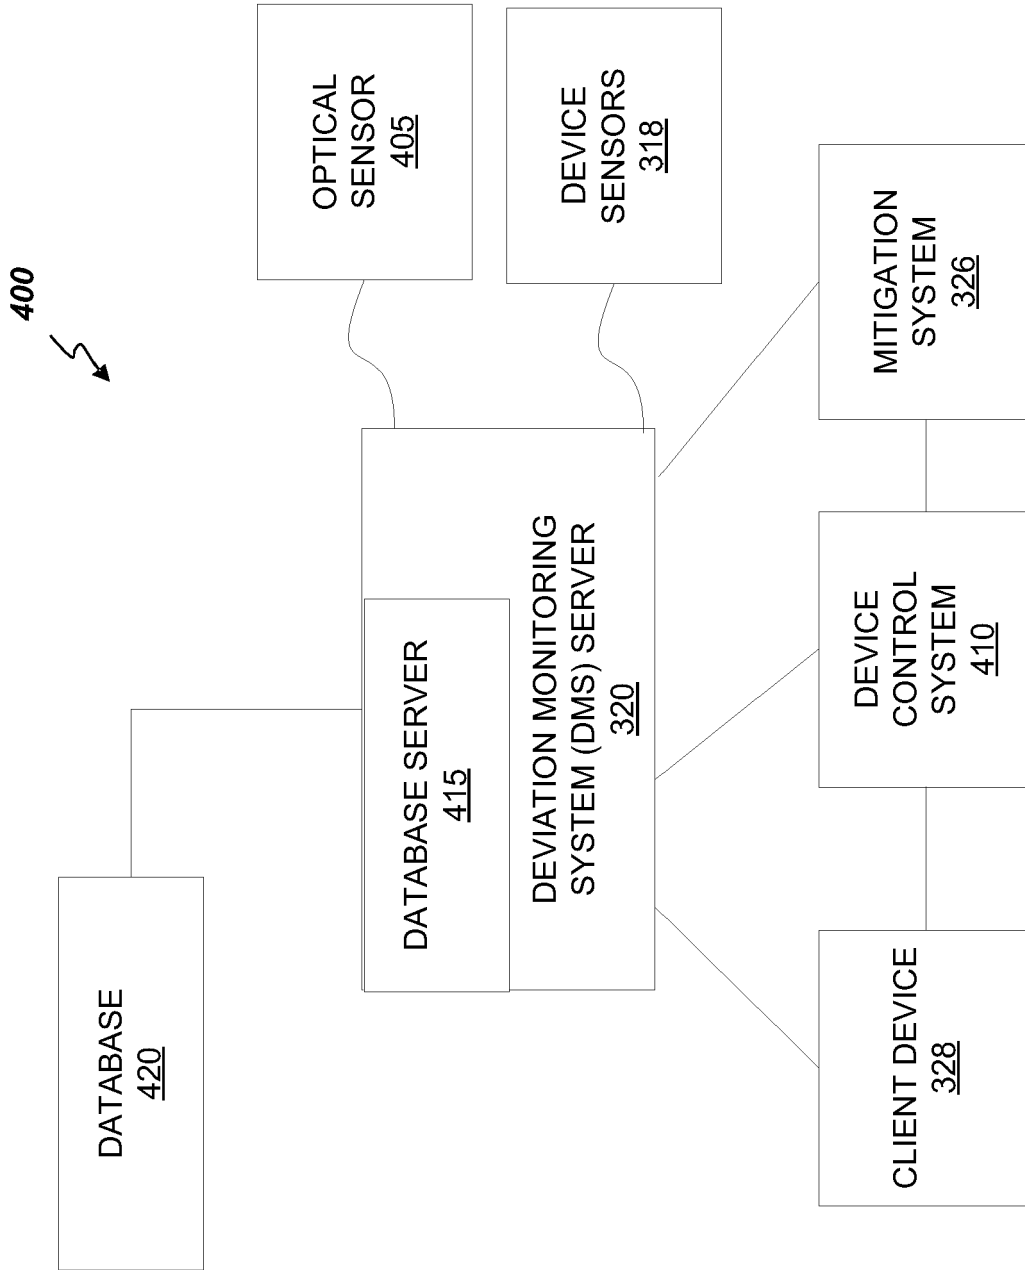 400
DATABASE
420
DATABASE SERVER
415
DEVIATION MONITORING
SYSTEM (DMS) SERVER
320
OPTICAL
SENSOR
405
DEVICE
SENSORS
318
CLIENT DEVICE
328
DEVICE
CONTROL
SYSTEM
410
MITIGATION
SYSTEM
326